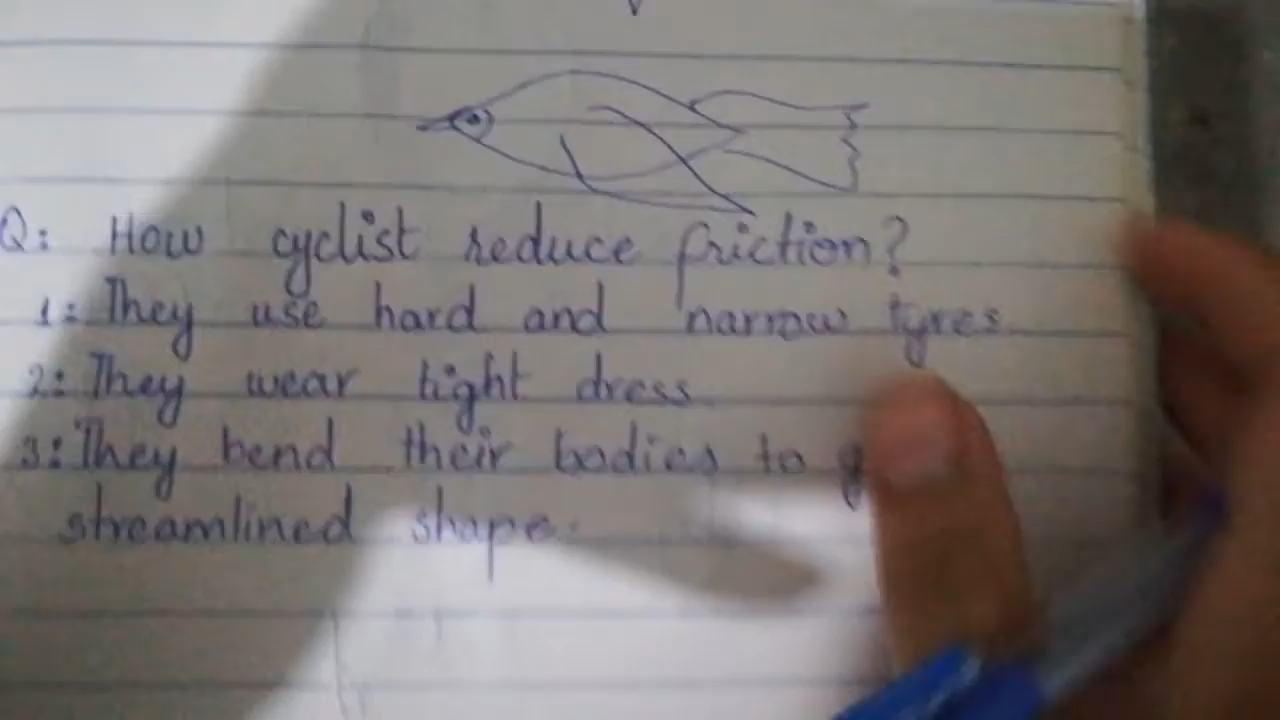 Q: How cyclist reduce friction?
1: They use hard and narrow tyres
2: They wear tight dress
3: They bend their bodies to
streamlined shape.